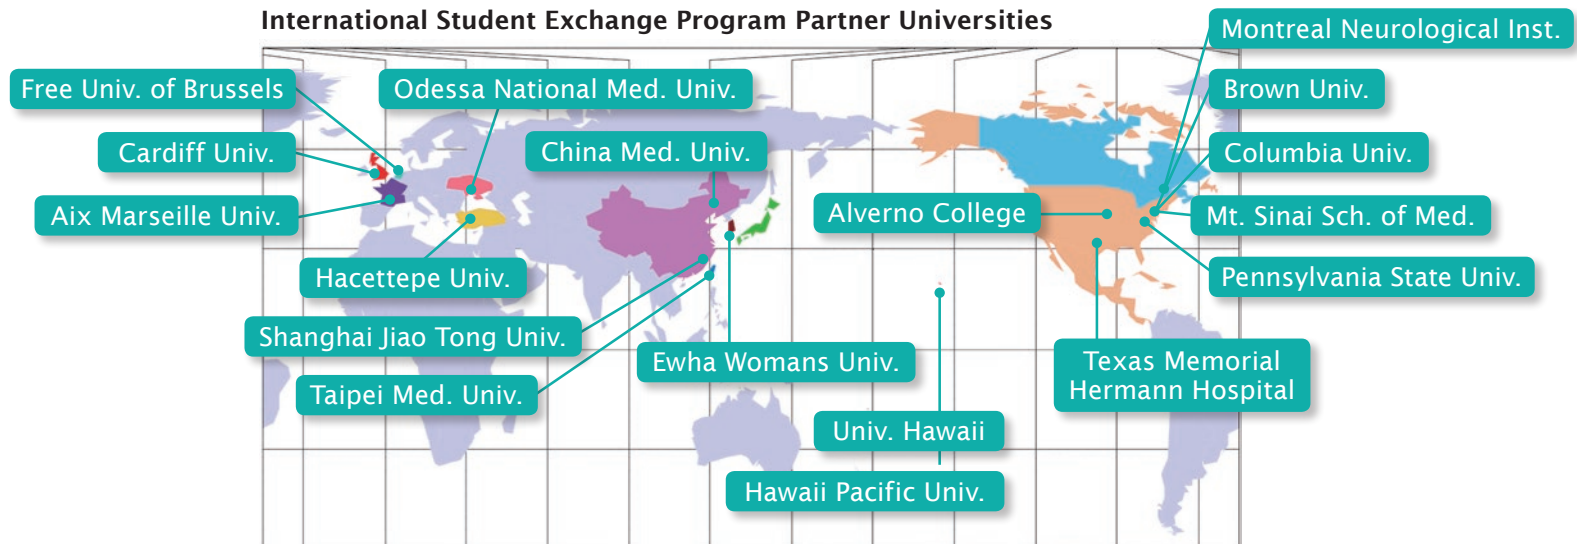 International Student Exchange Program Partner Universities
Montreal Neurological Inst.
Free Univ. of Brussels
Odessa National Med. Univ.
Brown Univ.
Cardiff Univ.
China Med. Univ.
Columbia Univ.
Aix Marseille Univ.
Alverno College
Mt. Sinai Sch. of Med.
Hacettepe Univ.
Pennsylvania State Univ.
Shanghai Jiao Tong Univ.
Ewha Womans Univ.
Texas Memorial
Hermann Hospital
Taipei Med. Univ.
Univ. Hawaii
Hawaii Pacific Univ.